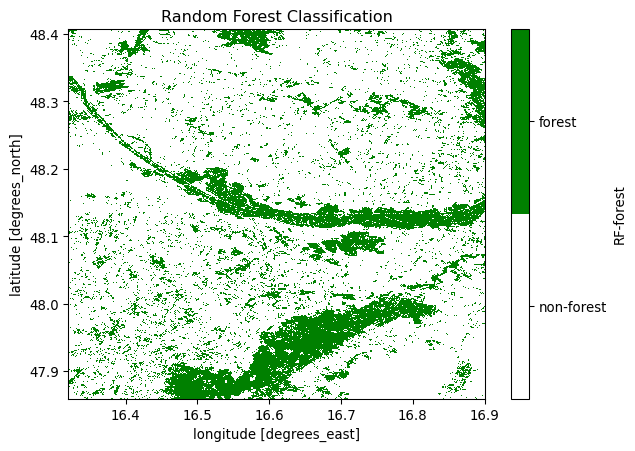 Random Forest Classification
48.4
48.3
48.2
48.1
48.0
47.9
latitude [degrees_north]
16.4 16.5 16.6 16.7 16.8 16.9
longitude [degrees_east]
forest
non-forest
RF-forest